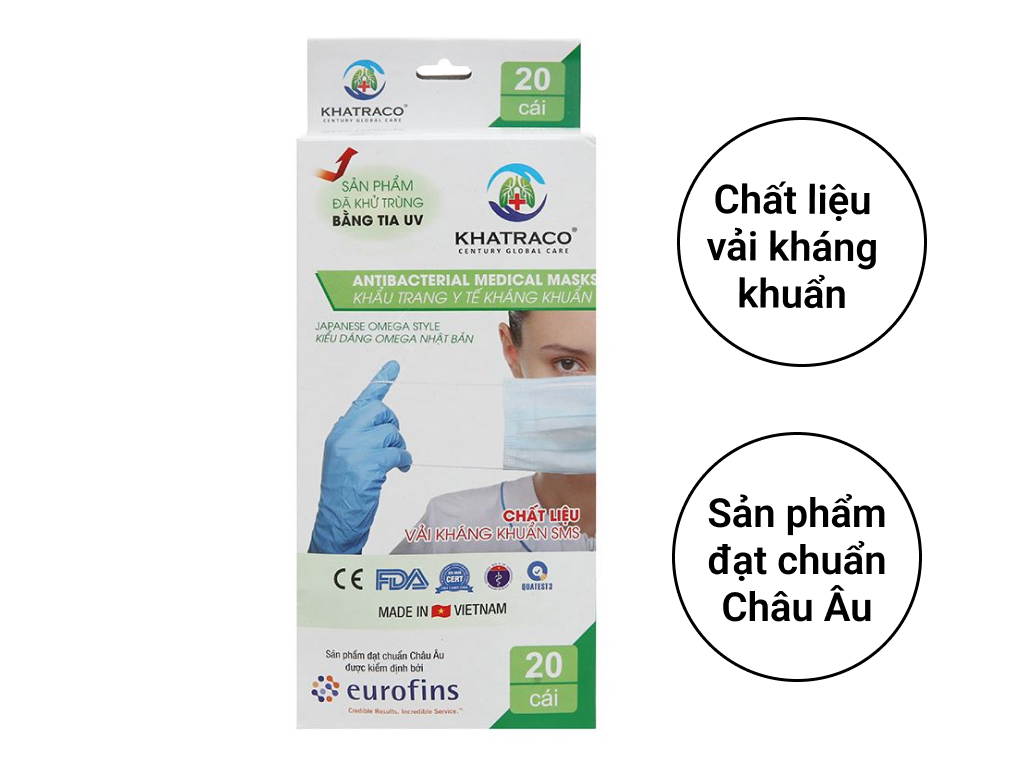 KHATRACO®
CENTURY GLOBAL CARE
20
cái
SẢN PHẨM
ĐÃ KHỬ TRÙNG
BẰNG TIA UV
KHATRACO®
CENTURY GLOBAL CARE
ANTIBACTERIAL MEDICAL MASKS
KHẨU TRANG Y TẾ KHÁNG KHUẨN
JAPANESE OMEGA STYLE
KIỂU DÁNG OMEGA NHẬT BẢN
CHẤT LIỆU
VẢI KHÁNG KHUẨN SMS
CE FDA CERT QUATEST3
MADE IN VIETNAM
Sản phẩm đạt chuẩn Châu Âu
được kiểm định bởi
eurofins
Credible Results. Incredible Service.™
20
cái
Chất liệu
vải kháng
khuẩn
Sản phẩm
đạt chuẩn
Châu Âu